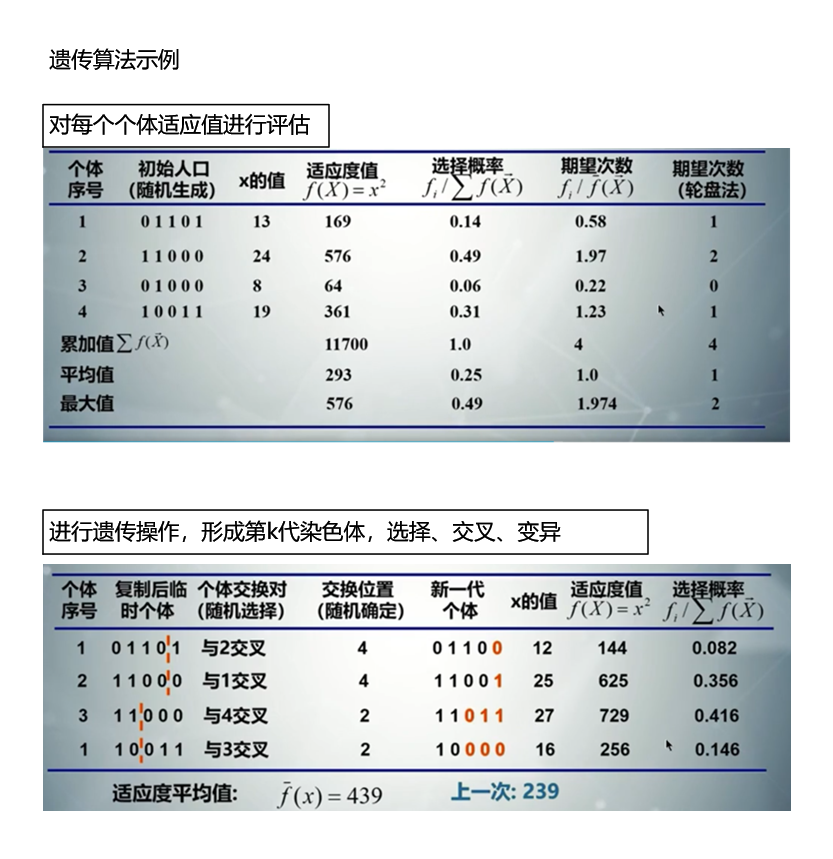 遗传算法示例
对每个个体适应值进行评估
个体序号 初始人口(随机生成) x的值 适应度值 f(X)=x² 选择概率 fᵢ/∑f(X⃗) 期望次数 fᵢ/f̄(X⃗) 期望次数(轮盘法)
1 0 1 1 0 1 13 169 0.14 0.58 1
2 1 1 0 0 0 24 576 0.49 1.97 2
3 0 1 0 0 0 8 64 0.06 0.22 0
4 1 0 0 1 1 19 361 0.31 1.23 1
累加值∑f(X⃗) 11700 1.0 4 4
平均值 293 0.25 1.0 1
最大值 576 0.49 1.974 2
进行遗传操作，形成第k代染色体，选择、交叉、变异
个体序号 复制后临时个体 个体交换对(随机选择) 交换位置(随机确定) 新一代个体 x的值 适应度值 f(X)=x² 选择概率 fᵢ/∑f(X⃗)
1 0 1 1 0¦1 与2交叉 4 0 1 1 0 0 12 144 0.082
2 1 1 0 0¦0 与1交叉 4 1 1 0 0 1 25 625 0.356
3 1 1¦0 0 0 与4交叉 2 1 1 0 1 1 27 729 0.416
1 1 0¦0 1 1 与3交叉 2 1 0 0 0 0 16 256 0.146
适应度平均值: f̄(x)=439 上一次: 239